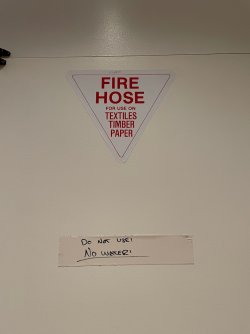 FIRE
HOSE
FOR USE ON
TEXTILES
TIMBER
PAPER
DO NOT USE!
NO WATER!